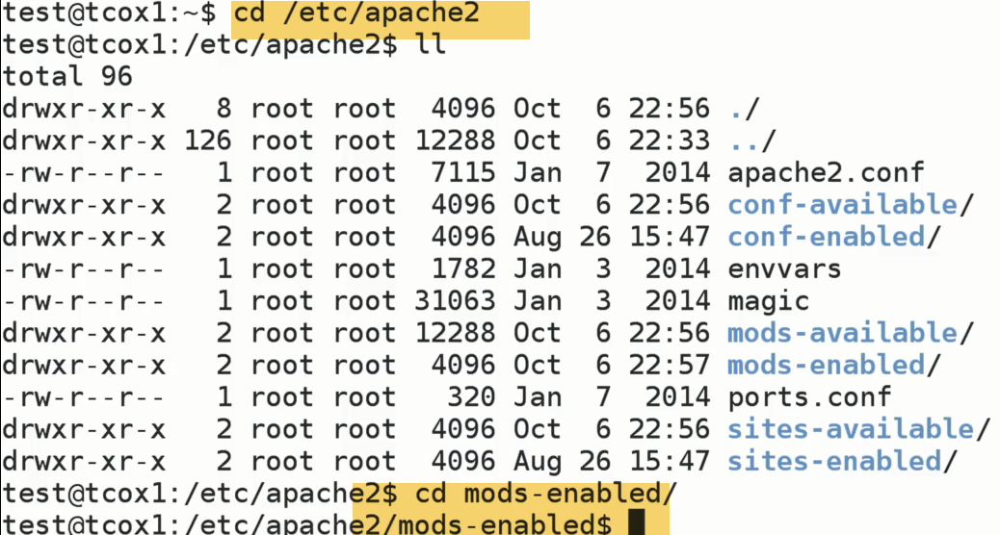 test@tcox1:~$ cd /etc/apache2
test@tcox1:/etc/apache2$ ll
total 96
drwxr-xr-x   8 root root  4096 Oct  6 22:56 ./
drwxr-xr-x 126 root root 12288 Oct  6 22:33 ../
-rw-r--r--   1 root root  7115 Jan  7  2014 apache2.conf
drwxr-xr-x   2 root root  4096 Oct  6 22:56 conf-available/
drwxr-xr-x   2 root root  4096 Aug 26 15:47 conf-enabled/
-rw-r--r--   1 root root  1782 Jan  3  2014 envvars
-rw-r--r--   1 root root 31063 Jan  3  2014 magic
drwxr-xr-x   2 root root 12288 Oct  6 22:56 mods-available/
drwxr-xr-x   2 root root  4096 Oct  6 22:57 mods-enabled/
-rw-r--r--   1 root root   320 Jan  7  2014 ports.conf
drwxr-xr-x   2 root root  4096 Oct  6 22:56 sites-available/
drwxr-xr-x   2 root root  4096 Aug 26 15:47 sites-enabled/
test@tcox1:/etc/apache2$ cd mods-enabled/
test@tcox1:/etc/apache2/mods-enabled$